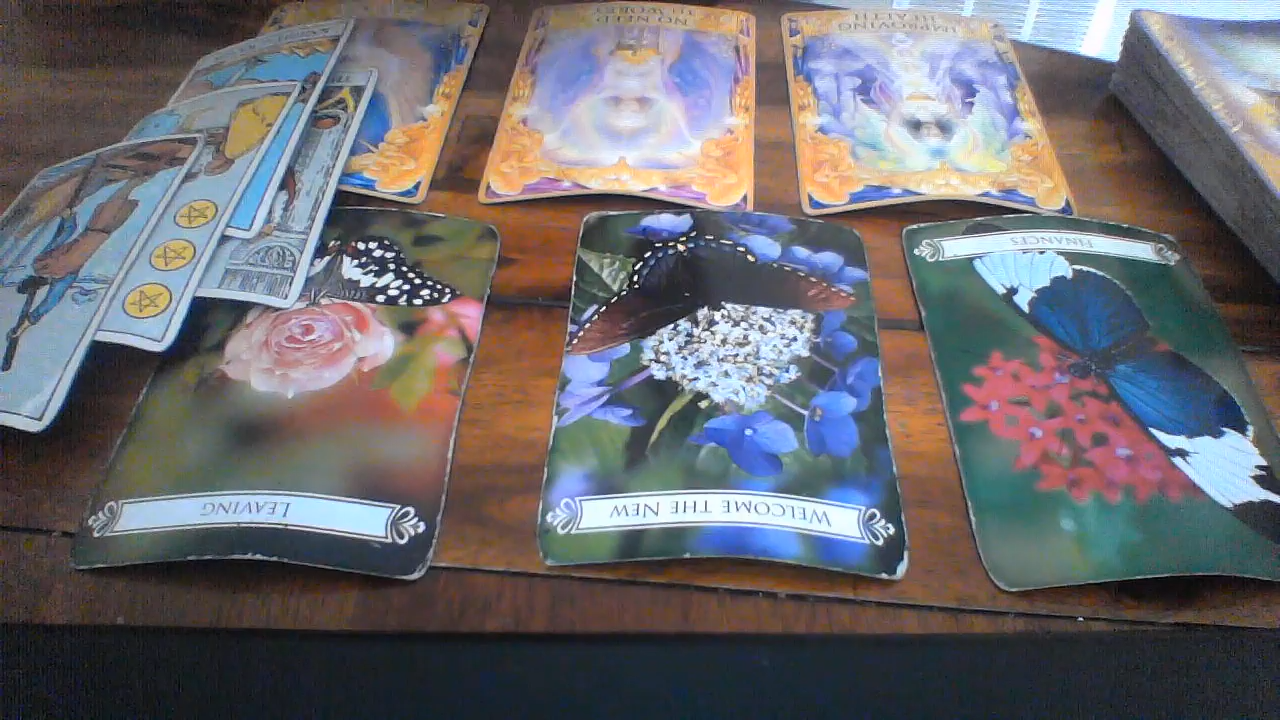 NO NEED
TO WORRY
IMPROVING
HEALTH
FINANCES
LEAVING
WELCOME THE NEW